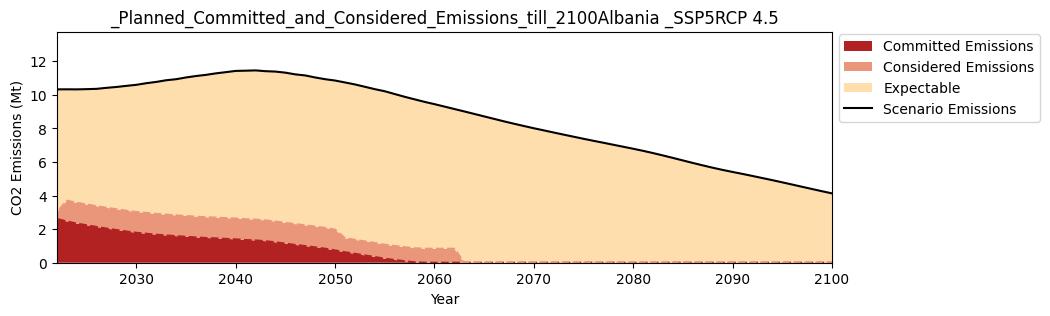 _Planned_Committed_and_Considered_Emissions_till_2100Albania _SSP5RCP 4.5
Committed Emissions
Considered Emissions
Expectable
Scenario Emissions
CO2 Emissions (Mt)
12
10
8
6
4
2
0
2030 2040 2050 2060 2070 2080 2090 2100
Year